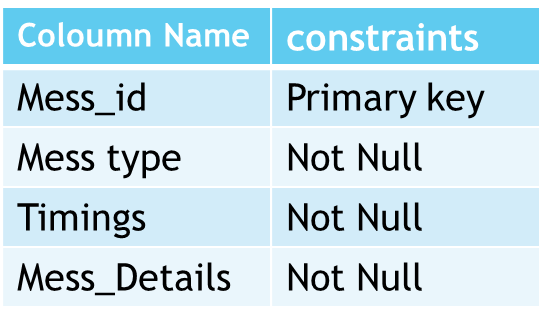 Coloumn Name constraints
Mess_id Primary key
Mess type Not Null
Timings Not Null
Mess_Details Not Null